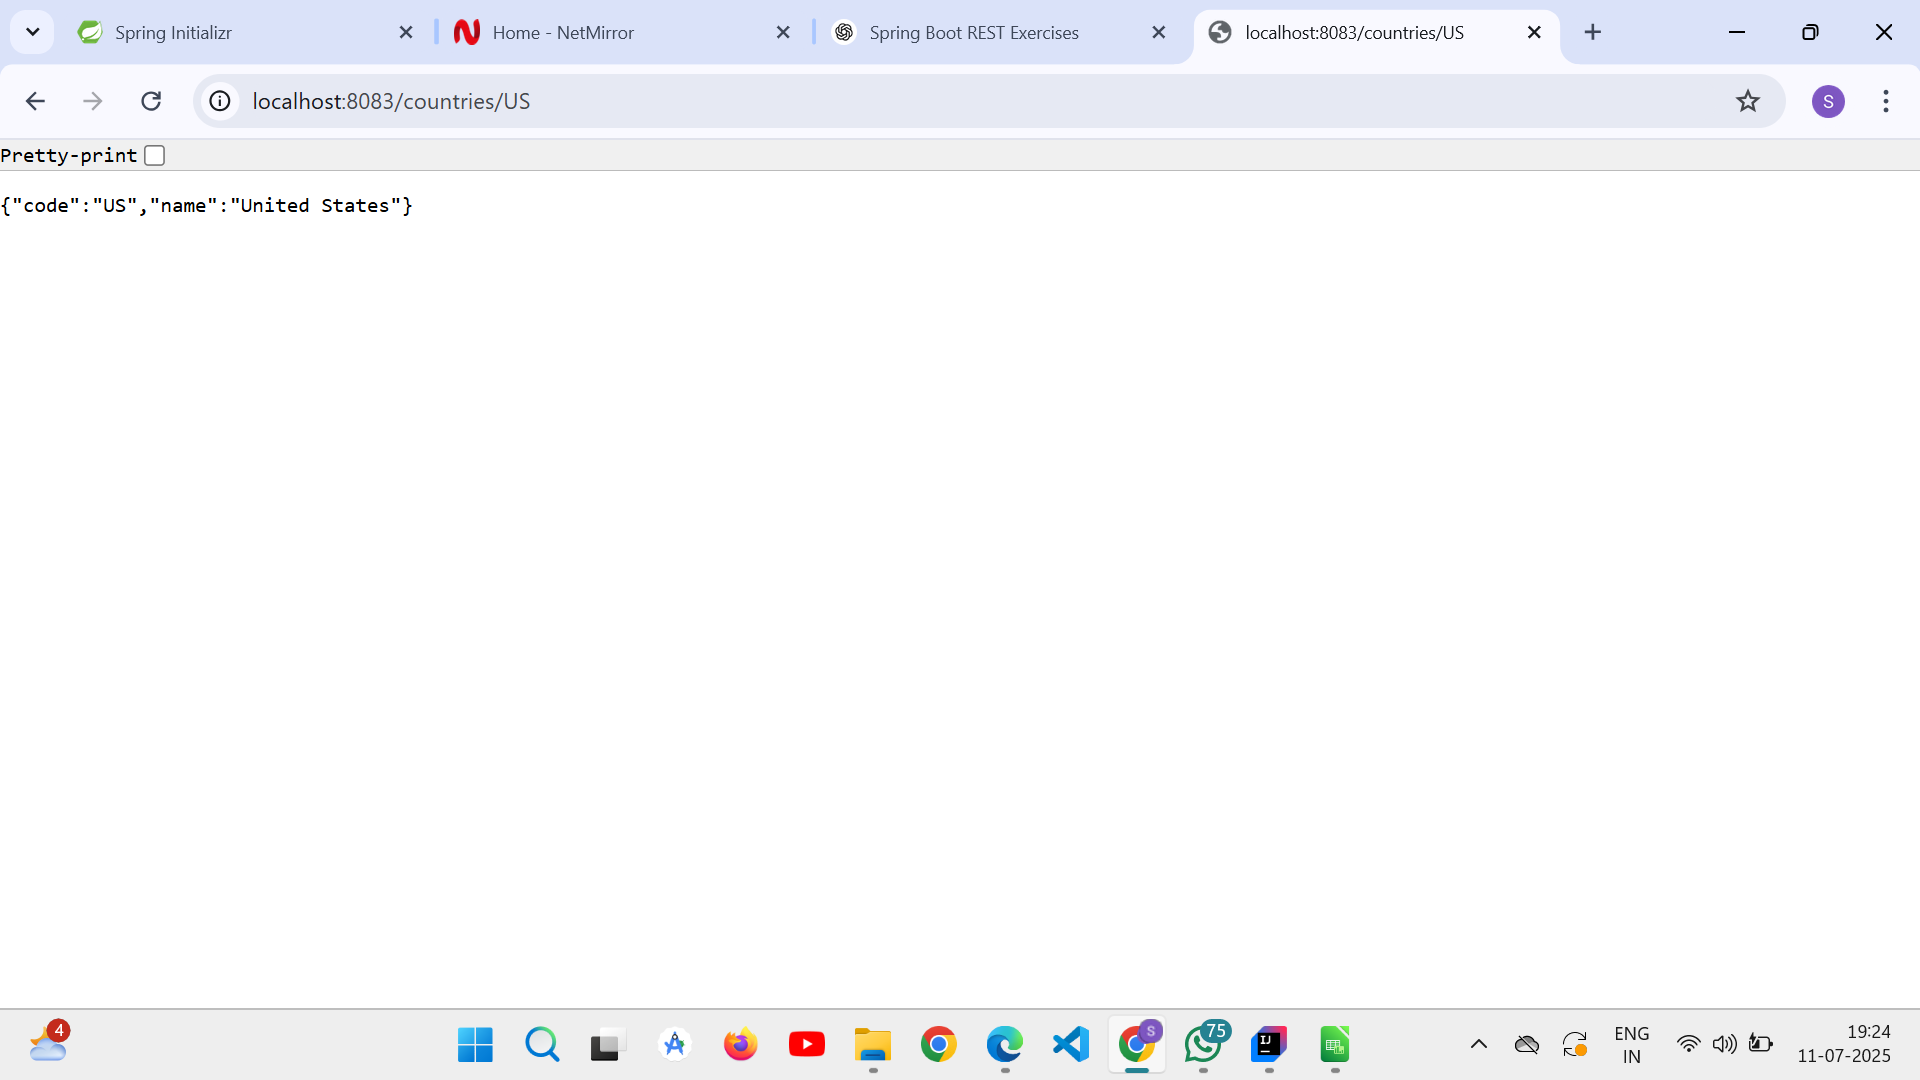 Spring Initializr
Home - NetMirror
Spring Boot REST Exercises
localhost:8083/countries/US
localhost:8083/countries/US
S
Pretty-print
{"code":"US","name":"United States"}
4
S
75
IJ
ENG
IN
19:24
11-07-2025